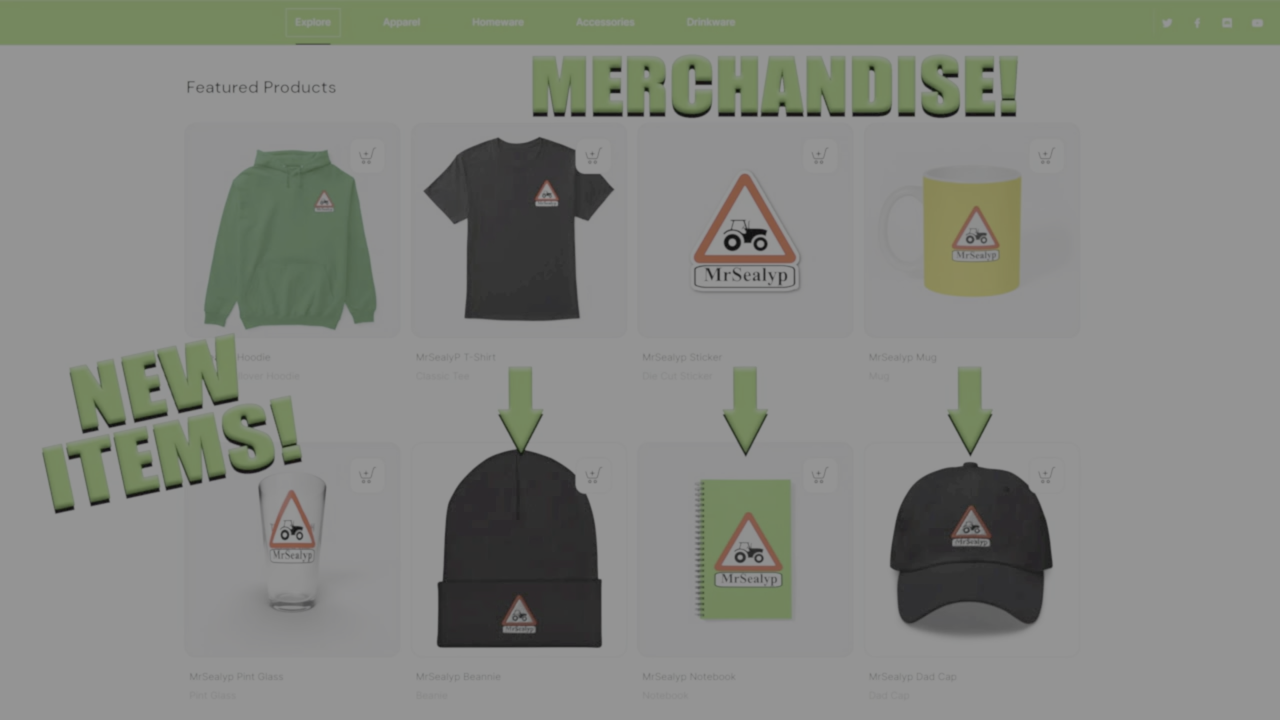 Explore Apparel Homeware Accessories Drinkware
MERCHANDISE!
Featured Products
MrSealyp
MrSealyp
MrSealyp
MrSealyp
Hoodie
MrSealyP T-Shirt
MrSealyp Sticker
MrSealyp Mug
Hoodie
Classic Tee
Die Cut Sticker
Mug
NEW
ITEMS!
MrSealyp
MrSealyp
MrSealyp
MrSealyp
MrSealyp Pint Glass
MrSealyp Beannie
MrSealyp Notebook
MrSealyp Dad Cap
Pint Glass
Beanie
Notebook
Dad Cap